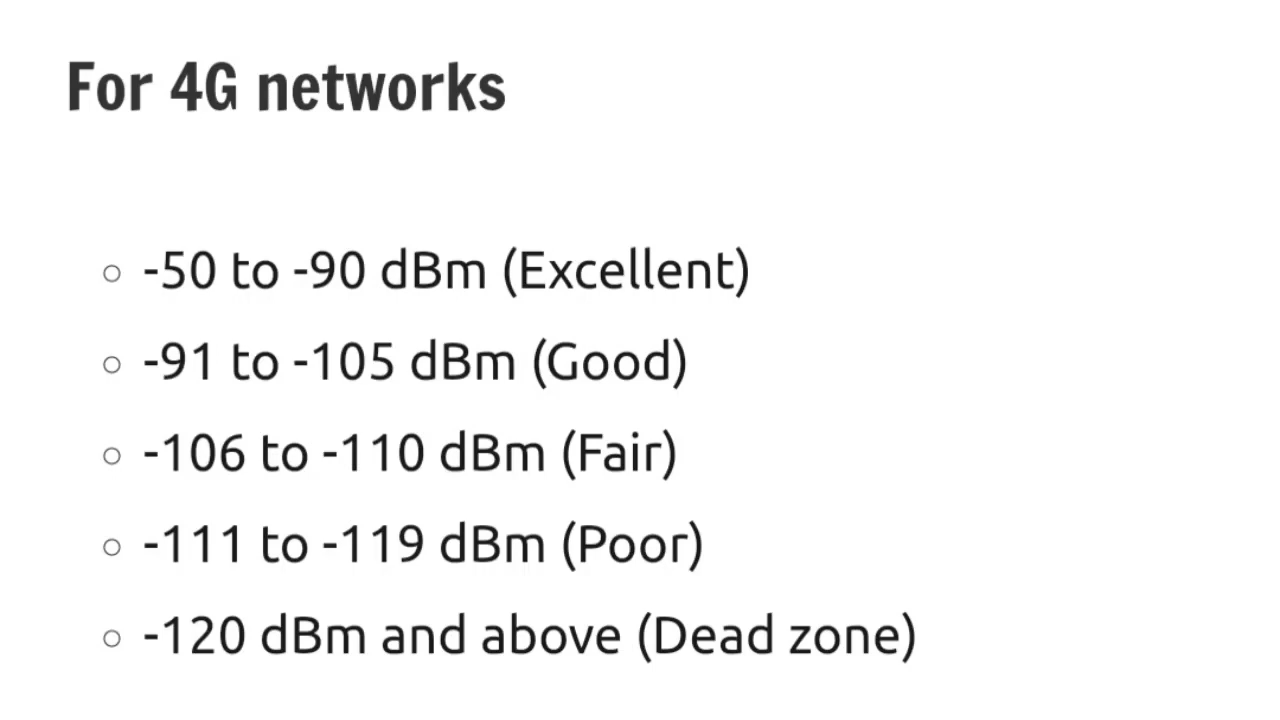 For 4G networks
-50 to -90 dBm (Excellent)
-91 to -105 dBm (Good)
-106 to -110 dBm (Fair)
-111 to -119 dBm (Poor)
-120 dBm and above (Dead zone)